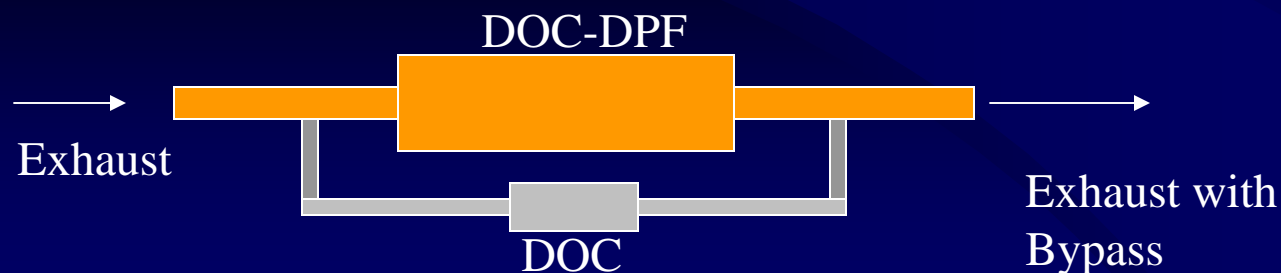 DOC-DPF
Exhaust
DOC
Exhaust with
Bypass